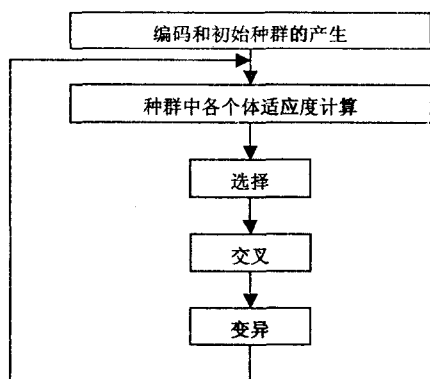 编码和初始种群的产生
种群中各个体适应度计算
选择
交叉
变异